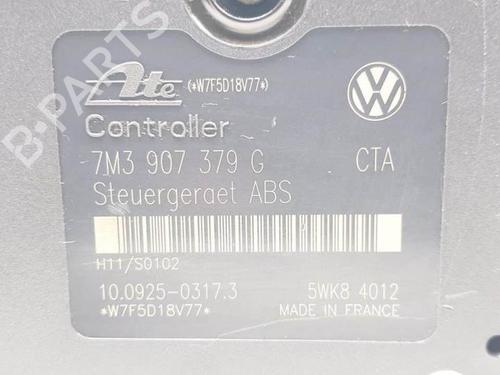 Ate (*W7F5D18V77*)
Controller
7M3 907 379 G CTA
Steuergeraet ABS
H11/S0102
10.0925-0317.3 5WK8 4012
*W7F5D18V77* MADE IN FRANCE
B-PARTS